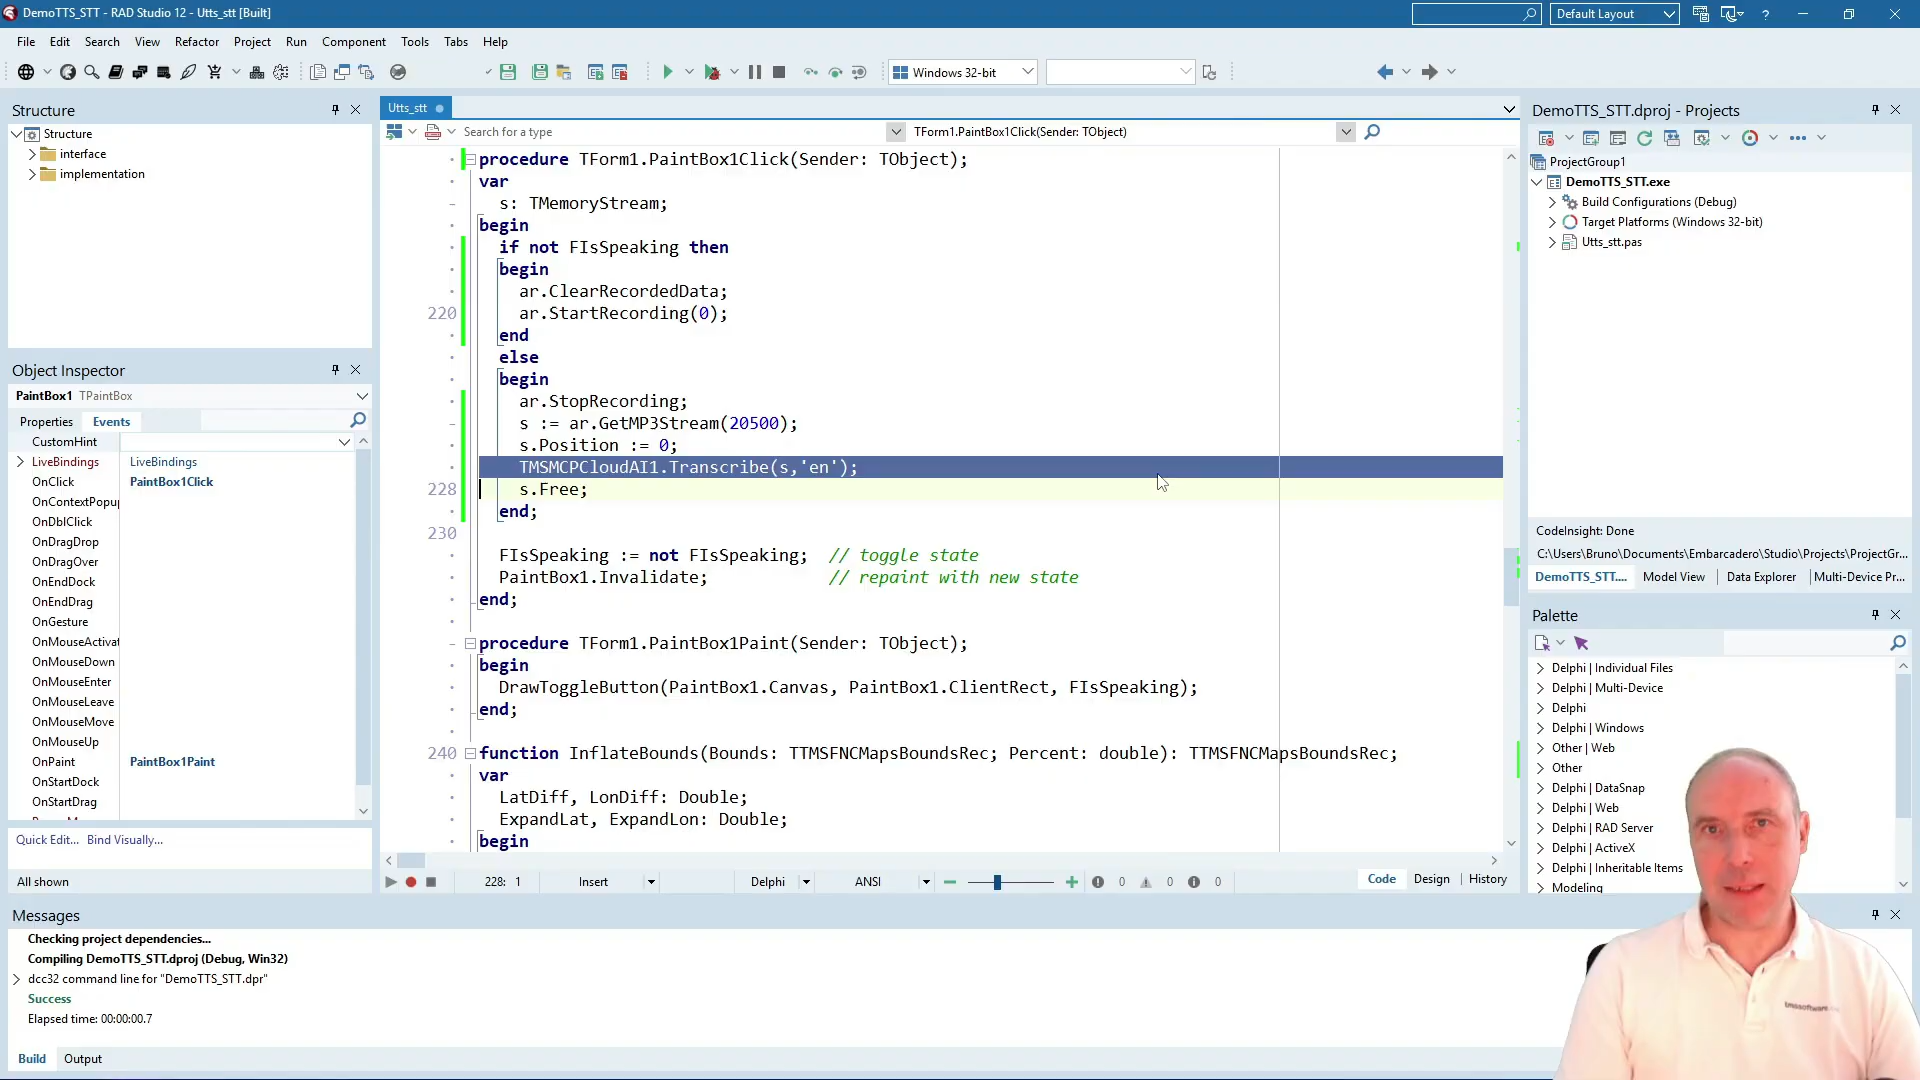 DemoTTS_STT - RAD Studio 12 - Utts_stt [Built]
Default Layout
?
File Edit Search View Refactor Project Run Component Tools Tabs Help
Windows 32-bit
Structure
Structure
interface
implementation
Object Inspector
PaintBox1 TPaintBox
Properties Events
CustomHint
LiveBindings LiveBindings
OnClick PaintBox1Click
OnContextPopu
OnDblClick
OnDragDrop
OnDragOver
OnEndDock
OnEndDrag
OnGesture
OnMouseActivat
OnMouseDown
OnMouseEnter
OnMouseLeave
OnMouseMove
OnMouseUp
OnPaint PaintBox1Paint
OnStartDock
OnStartDrag
Quick Edit... Bind Visually...
All shown
Utts_stt
Search for a type
TForm1.PaintBox1Click(Sender: TObject)
procedure TForm1.PaintBox1Click(Sender: TObject);
var
s: TMemoryStream;
begin
if not FIsSpeaking then
begin
ar.ClearRecordedData;
220 ar.StartRecording(0);
end
else
begin
ar.StopRecording;
s := ar.GetMP3Stream(20500);
s.Position := 0;
TMSMCPCloudAI1.Transcribe(s,'en');
228 s.Free;
end;
230
FIsSpeaking := not FIsSpeaking; // toggle state
PaintBox1.Invalidate; // repaint with new state
end;
procedure TForm1.PaintBox1Paint(Sender: TObject);
begin
DrawToggleButton(PaintBox1.Canvas, PaintBox1.ClientRect, FIsSpeaking);
end;
240 function InflateBounds(Bounds: TTMSFNCMapsBoundsRec; Percent: double): TTMSFNCMapsBoundsRec;
var
LatDiff, LonDiff: Double;
ExpandLat, ExpandLon: Double;
begin
228: 1 Insert Delphi ANSI 0 0 0 Code Design History
DemoTTS_STT.dproj - Projects
ProjectGroup1
DemoTTS_STT.exe
Build Configurations (Debug)
Target Platforms (Windows 32-bit)
Utts_stt.pas
CodeInsight: Done
C:\Users\Bruno\Documents\Embarcadero\Studio\Projects\ProjectGr...
DemoTTS_STT.... Model View Data Explorer Multi-Device Pr...
Palette
Delphi | Individual Files
Delphi | Multi-Device
Delphi
Delphi | Windows
Other | Web
Other
Delphi | DataSnap
Delphi | Web
Delphi | RAD Server
Delphi | ActiveX
Delphi | Inheritable Items
Modeling
Messages
Checking project dependencies...
Compiling DemoTTS_STT.dproj (Debug, Win32)
dcc32 command line for "DemoTTS_STT.dpr"
Success
Elapsed time: 00:00:00.7
Build Output